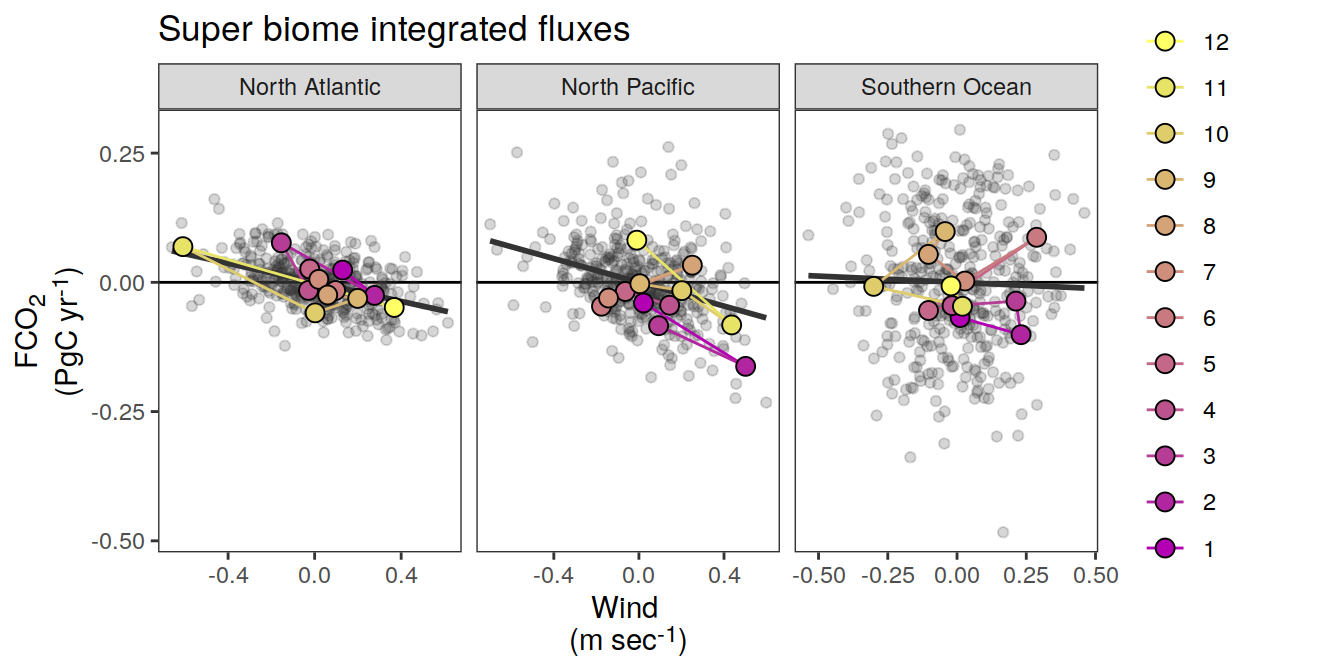 Super biome integrated fluxes
North Atlantic
North Pacific
Southern Ocean
0.25
0.00
-0.25
-0.50
FCO₂
(PgC yr⁻¹)
-0.4 0.0 0.4
-0.4 0.0 0.4
-0.50 -0.25 0.00 0.25 0.50
Wind
(m sec⁻¹)
12
11
10
9
8
7
6
5
4
3
2
1